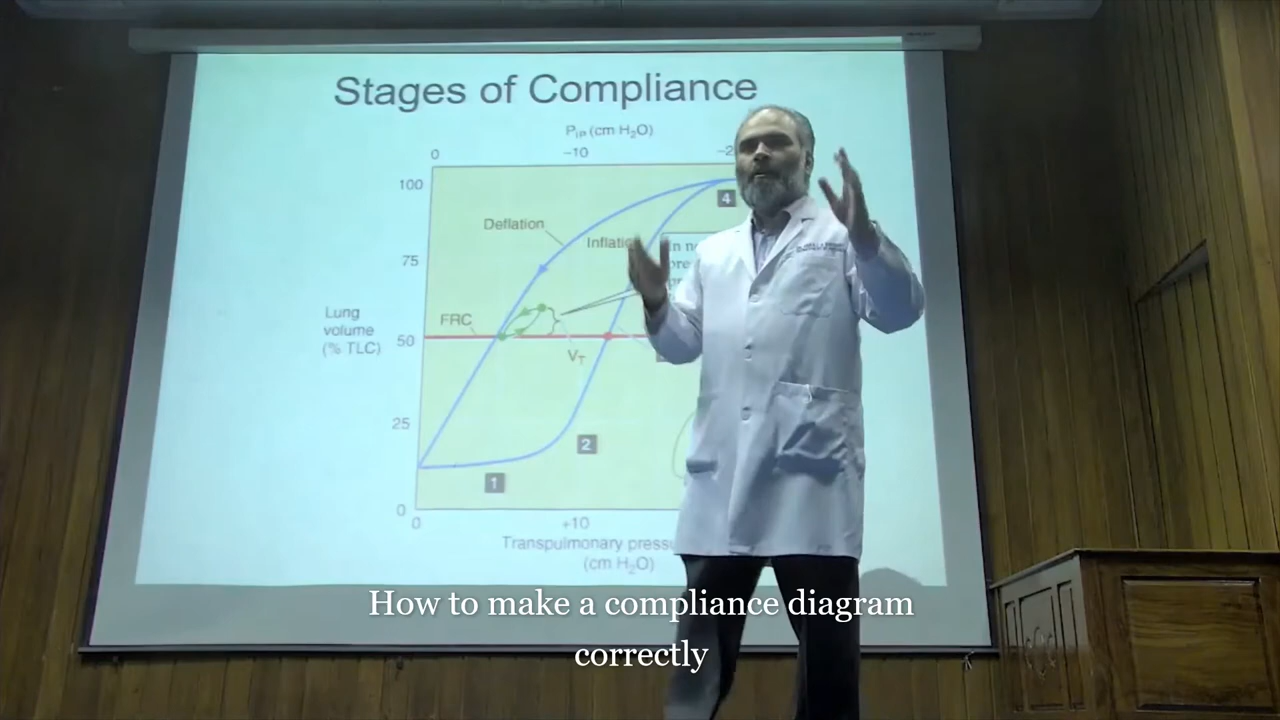 Stages of Compliance
PIP (cm H2O)
0
−10
100
4
Deflation
75
Lung
volume
(% TLC)
FRC
50
VT
25
2
1
0
0
+10
Transpulmonary
(cm H2O)
How to make a compliance diagram
correctly